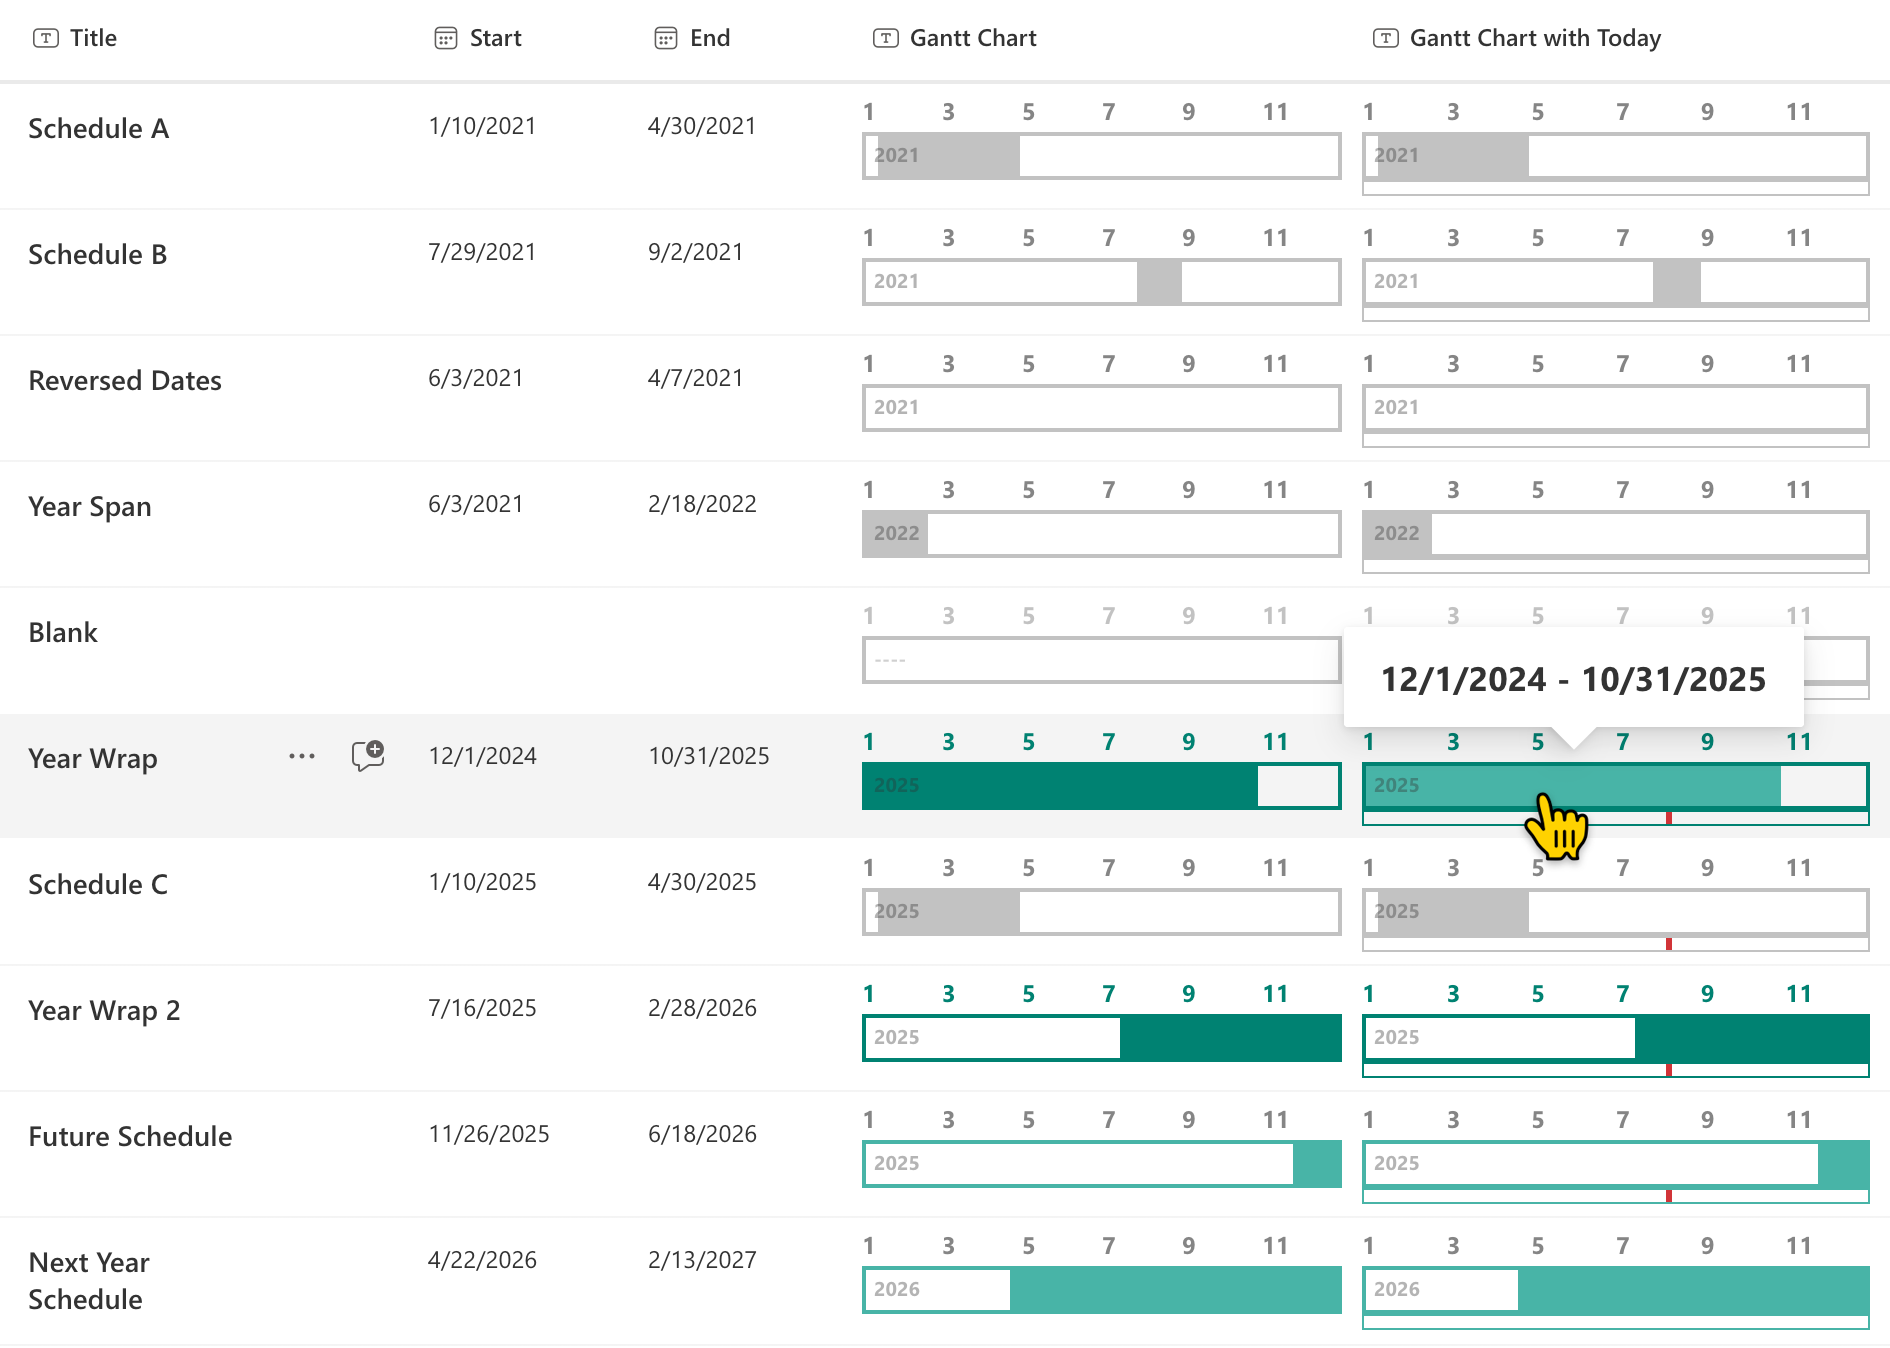 Title Start End Gantt Chart Gantt Chart with Today
1 3 5 7 9 11 1 3 5 7 9 11
Schedule A 1/10/2021 4/30/2021
2021 2021
1 3 5 7 9 11 1 3 5 7 9 11
Schedule B 7/29/2021 9/2/2021
2021 2021
1 3 5 7 9 11 1 3 5 7 9 11
Reversed Dates 6/3/2021 4/7/2021
2021 2021
1 3 5 7 9 11 1 3 5 7 9 11
Year Span 6/3/2021 2/18/2022
2022 2022
1 3 5 7 9 11 1 3 5 7 9 11
Blank
----
12/1/2024 - 10/31/2025
1 3 5 7 9 11 1 3 5 7 9 11
Year Wrap 12/1/2024 10/31/2025
2025 2025
1 3 5 7 9 11 1 3 5 7 9 11
Schedule C 1/10/2025 4/30/2025
2025 2025
1 3 5 7 9 11 1 3 5 7 9 11
Year Wrap 2 7/16/2025 2/28/2026
2025 2025
1 3 5 7 9 11 1 3 5 7 9 11
Future Schedule 11/26/2025 6/18/2026
2025 2025
1 3 5 7 9 11 1 3 5 7 9 11
Next Year 4/22/2026 2/13/2027
2026 2026
Schedule